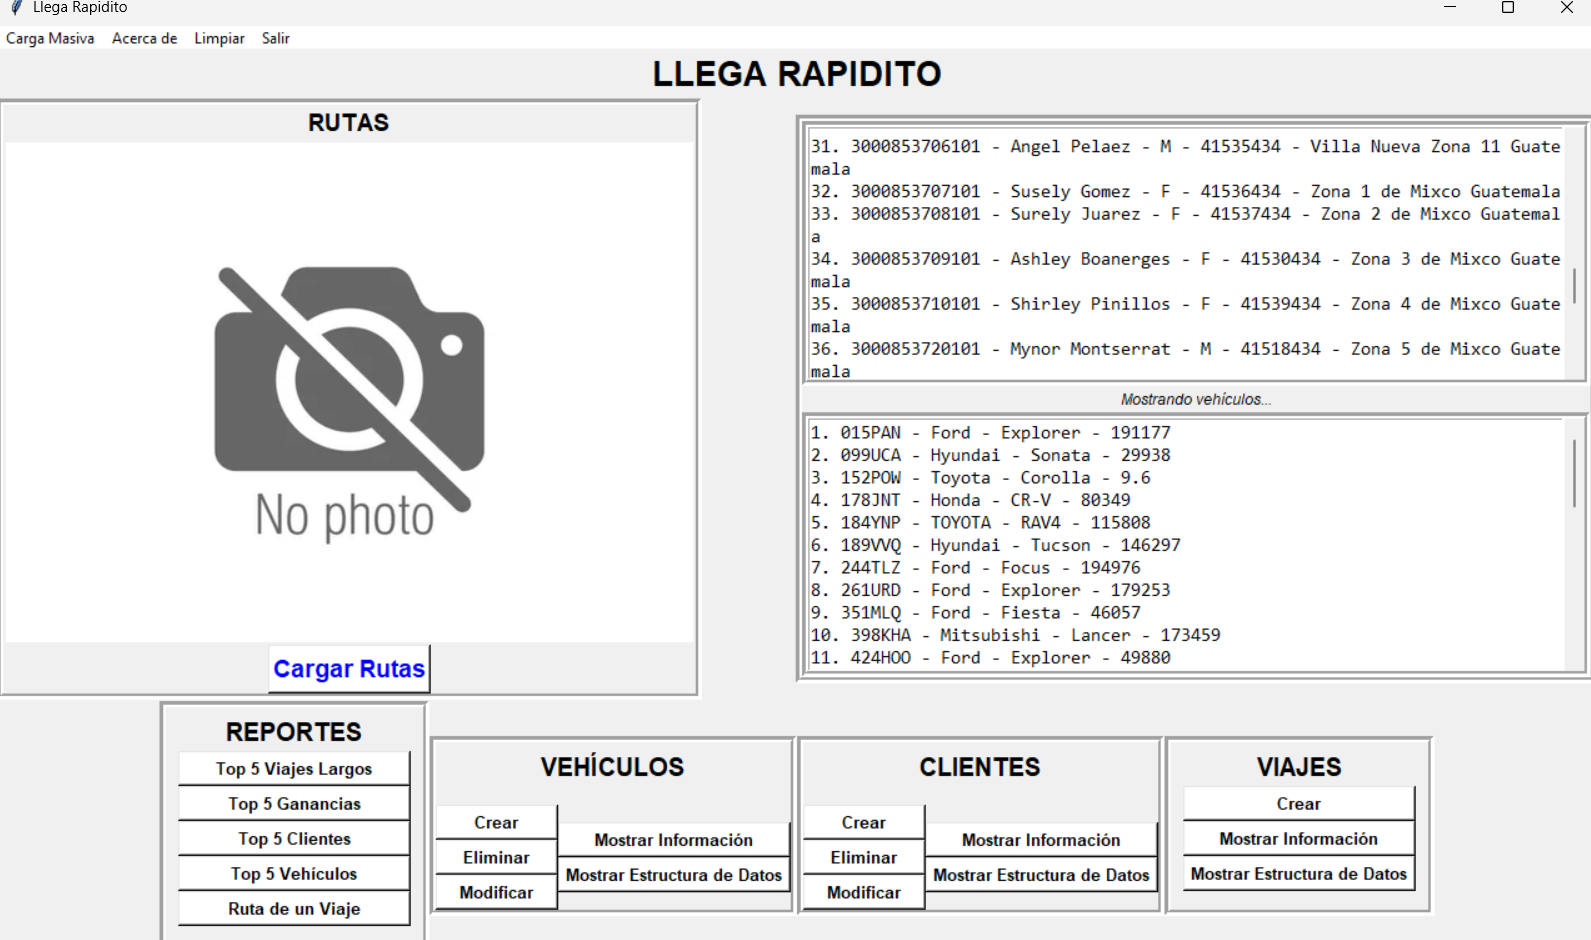 Llega Rapidito
Carga Masiva Acerca de Limpiar Salir
LLEGA RAPIDITO
RUTAS
No photo
Cargar Rutas
31. 3000853706101 - Angel Pelaez - M - 41535434 - Villa Nueva Zona 11 Guate
mala
32. 3000853707101 - Susely Gomez - F - 41536434 - Zona 1 de Mixco Guatemala
33. 3000853708101 - Surely Juarez - F - 41537434 - Zona 2 de Mixco Guatemal
a
34. 3000853709101 - Ashley Boanerges - F - 41530434 - Zona 3 de Mixco Guate
mala
35. 3000853710101 - Shirley Pinillos - F - 41539434 - Zona 4 de Mixco Guate
mala
36. 3000853720101 - Mynor Montserrat - M - 41518434 - Zona 5 de Mixco Guate
mala
Mostrando vehículos...
1. 015PAN - Ford - Explorer - 191177
2. 099UCA - Hyundai - Sonata - 29938
3. 152POW - Toyota - Corolla - 9.6
4. 178JNT - Honda - CR-V - 80349
5. 184YNP - TOYOTA - RAV4 - 115808
6. 189VVQ - Hyundai - Tucson - 146297
7. 244TLZ - Ford - Focus - 194976
8. 261URD - Ford - Explorer - 179253
9. 351MLQ - Ford - Fiesta - 46057
10. 398KHA - Mitsubishi - Lancer - 173459
11. 424HOO - Ford - Explorer - 49880
REPORTES
Top 5 Viajes Largos
Top 5 Ganancias
Top 5 Clientes
Top 5 Vehículos
Ruta de un Viaje
VEHÍCULOS
Crear
Eliminar
Modificar
Mostrar Información
Mostrar Estructura de Datos
CLIENTES
Crear
Eliminar
Modificar
Mostrar Información
Mostrar Estructura de Datos
VIAJES
Crear
Mostrar Información
Mostrar Estructura de Datos